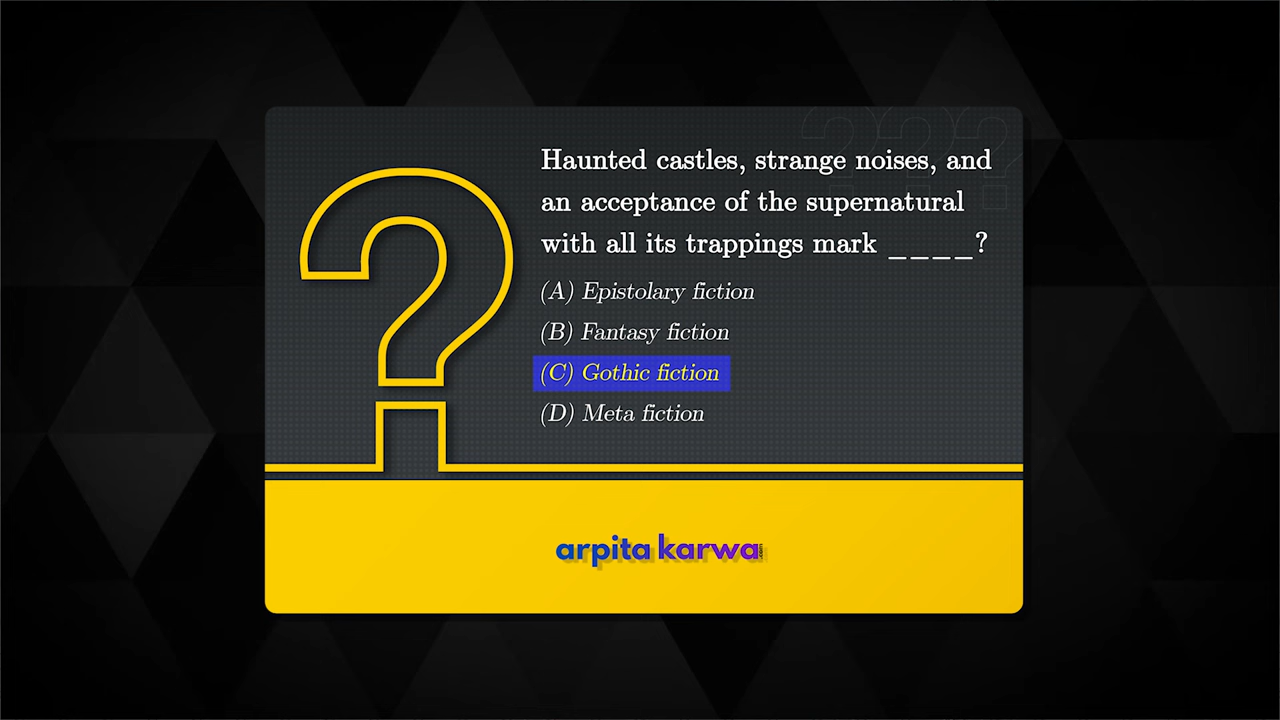 Haunted castles, strange noises, and
an acceptance of the supernatural
with all its trappings mark ____?
(A) Epistolary fiction
(B) Fantasy fiction
(C) Gothic fiction
(D) Meta fiction
arpita karwa